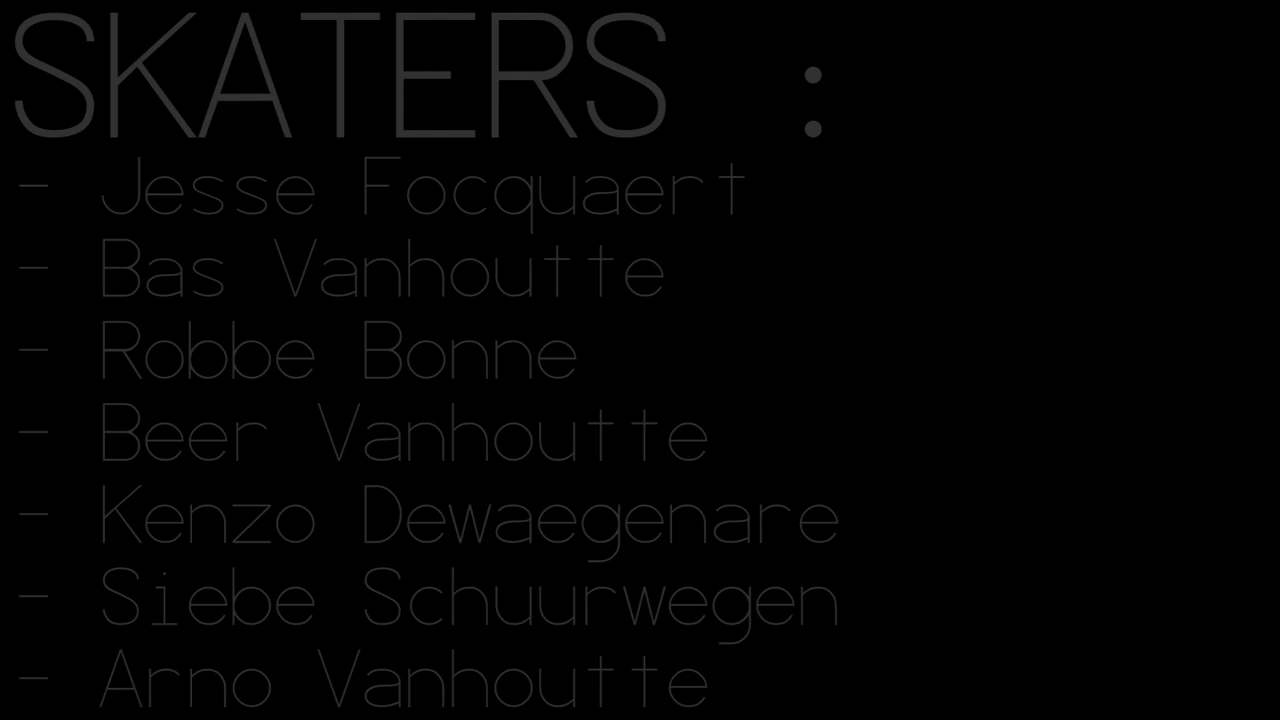 SKATERS :
- Jesse Focquaert
- Bas Vanhoutte
- Robbe Bonne
- Beer Vanhoutte
- Kenzo Dewaegenare
- Siebe Schuurwegen
- Arno Vanhoutte